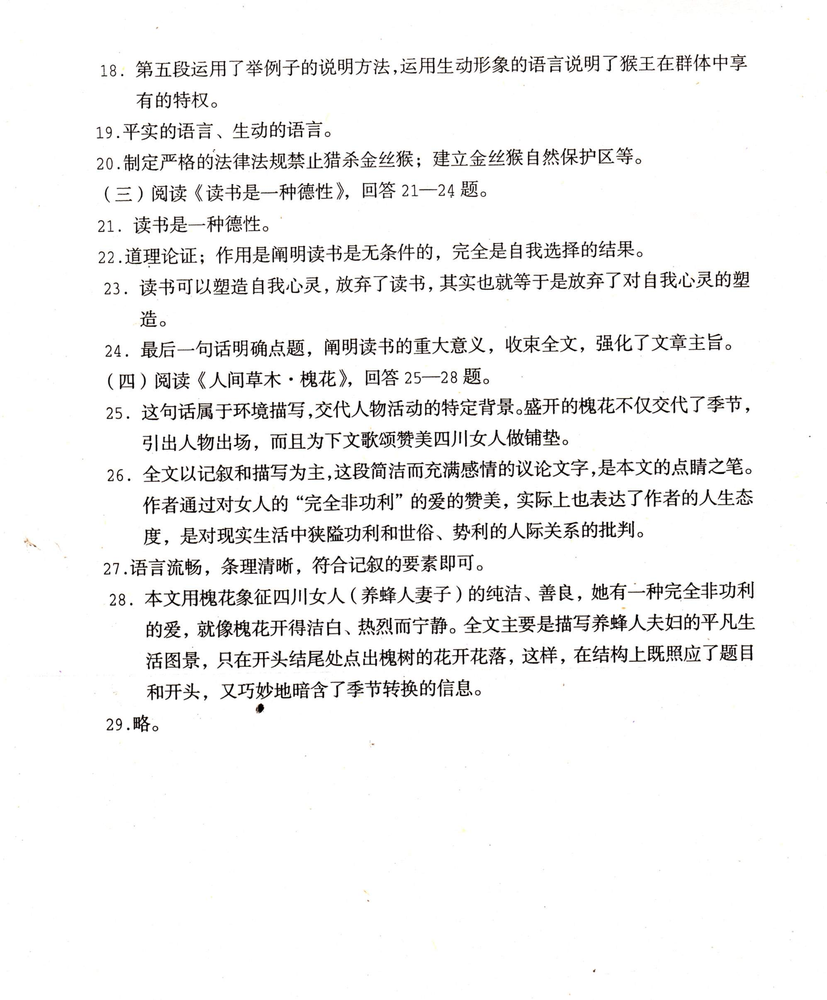 18. 第五段运用了举例子的说明方法,运用生动形象的语言说明了猴王在群体中享
有的特权。
19.平实的语言、生动的语言。
20.制定严格的法律法规禁止猎杀金丝猴；建立金丝猴自然保护区等。
（三）阅读《读书是一种德性》，回答 21—24 题。
21. 读书是一种德性。
22.道理论证；作用是阐明读书是无条件的，完全是自我选择的结果。
23. 读书可以塑造自我心灵，放弃了读书，其实也就等于是放弃了对自我心灵的塑
造。
24. 最后一句话明确点题，阐明读书的重大意义，收束全文，强化了文章主旨。
（四）阅读《人间草木·槐花》，回答 25—28 题。
25. 这句话属于环境描写,交代人物活动的特定背景。盛开的槐花不仅交代了季节，
引出人物出场，而且为下文歌颂赞美四川女人做铺垫。
26. 全文以记叙和描写为主,这段简洁而充满感情的议论文字,是本文的点睛之笔。
作者通过对女人的“完全非功利”的爱的赞美，实际上也表达了作者的人生态
度，是对现实生活中狭隘功利和世俗、势利的人际关系的批判。
27.语言流畅，条理清晰，符合记叙的要素即可。
28. 本文用槐花象征四川女人（养蜂人妻子）的纯洁、善良，她有一种完全非功利
的爱，就像槐花开得洁白、热烈而宁静。全文主要是描写养蜂人夫妇的平凡生
活图景，只在开头结尾处点出槐树的花开花落，这样，在结构上既照应了题目
和开头，又巧妙地暗含了季节转换的信息。
29.略。